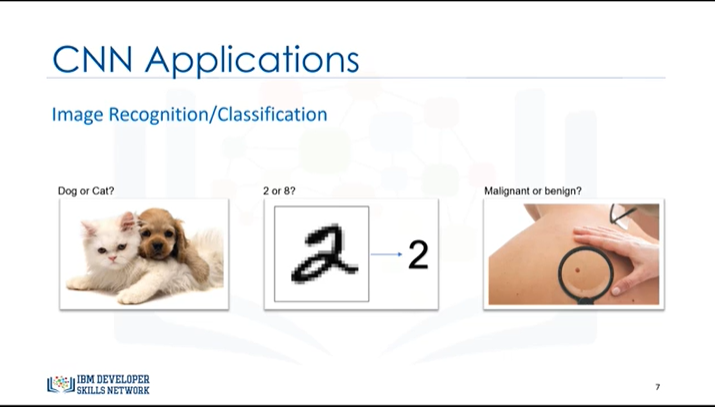 CNN Applications
Image Recognition/Classification
Dog or Cat?
2 or 8?
Malignant or benign?
2
2
IBM DEVELOPER
SKILLS NETWORK
7